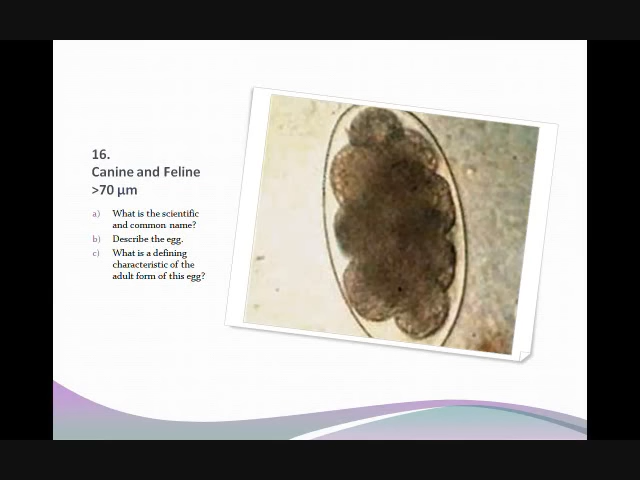 16.
Canine and Feline
>70 µm
a) What is the scientific
and common name?
b) Describe the egg.
c) What is a defining
characteristic of the
adult form of this egg?